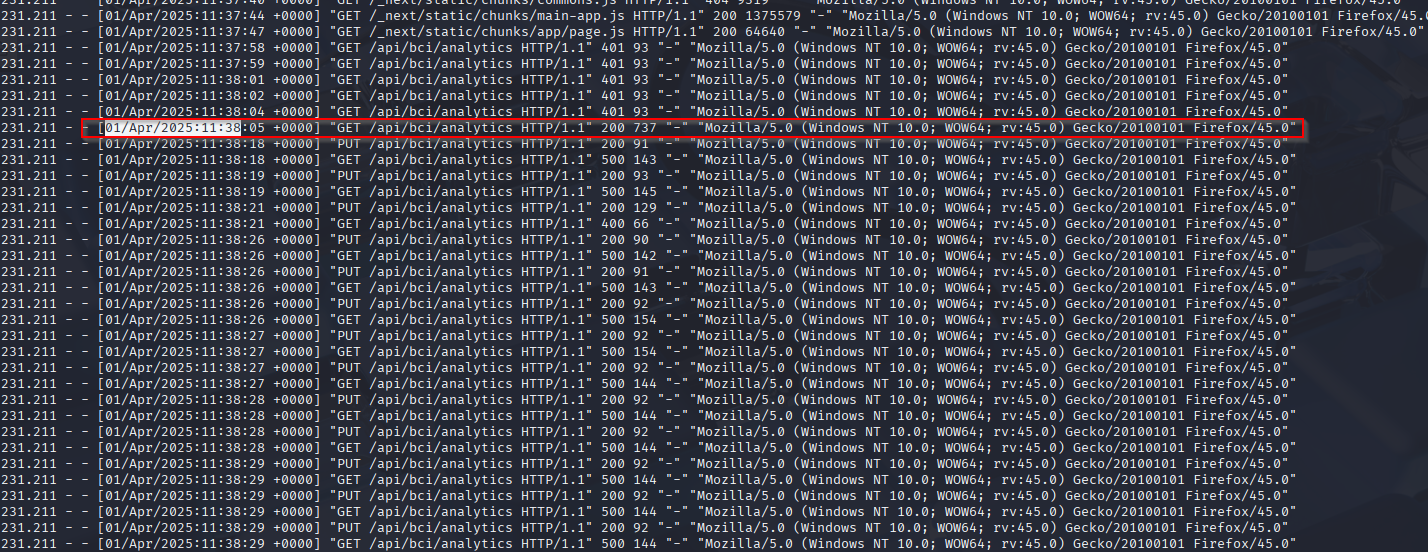 231.211 - - [01/Apr/2025:11:37:40 +0000] "GET /_next/static/chunks/commons.js HTTP/1.1" 404 9319 "-" "Mozilla/5.0 (Windows NT 10.0; WOW64; rv:45.0) Gecko/20100101 Firefox/45.0"
231.211 - - [01/Apr/2025:11:37:44 +0000] "GET /_next/static/chunks/main-app.js HTTP/1.1" 200 1375579 "-" "Mozilla/5.0 (Windows NT 10.0; WOW64; rv:45.0) Gecko/20100101 Firefox/45.
231.211 - - [01/Apr/2025:11:37:47 +0000] "GET /_next/static/chunks/app/page.js HTTP/1.1" 200 64640 "-" "Mozilla/5.0 (Windows NT 10.0; WOW64; rv:45.0) Gecko/20100101 Firefox/45.0"
231.211 - - [01/Apr/2025:11:37:58 +0000] "GET /api/bci/analytics HTTP/1.1" 401 93 "-" "Mozilla/5.0 (Windows NT 10.0; WOW64; rv:45.0) Gecko/20100101 Firefox/45.0"
231.211 - - [01/Apr/2025:11:37:59 +0000] "GET /api/bci/analytics HTTP/1.1" 401 93 "-" "Mozilla/5.0 (Windows NT 10.0; WOW64; rv:45.0) Gecko/20100101 Firefox/45.0"
231.211 - - [01/Apr/2025:11:38:01 +0000] "GET /api/bci/analytics HTTP/1.1" 401 93 "-" "Mozilla/5.0 (Windows NT 10.0; WOW64; rv:45.0) Gecko/20100101 Firefox/45.0"
231.211 - - [01/Apr/2025:11:38:02 +0000] "GET /api/bci/analytics HTTP/1.1" 401 93 "-" "Mozilla/5.0 (Windows NT 10.0; WOW64; rv:45.0) Gecko/20100101 Firefox/45.0"
231.211 - - [01/Apr/2025:11:38:04 +0000] "GET /api/bci/analytics HTTP/1.1" 401 93 "-" "Mozilla/5.0 (Windows NT 10.0; WOW64; rv:45.0) Gecko/20100101 Firefox/45.0"
231.211 - - [01/Apr/2025:11:38:05 +0000] "GET /api/bci/analytics HTTP/1.1" 200 737 "-" "Mozilla/5.0 (Windows NT 10.0; WOW64; rv:45.0) Gecko/20100101 Firefox/45.0"
231.211 - - [01/Apr/2025:11:38:18 +0000] "PUT /api/bci/analytics HTTP/1.1" 200 91 "-" "Mozilla/5.0 (Windows NT 10.0; WOW64; rv:45.0) Gecko/20100101 Firefox/45.0"
231.211 - - [01/Apr/2025:11:38:18 +0000] "GET /api/bci/analytics HTTP/1.1" 500 143 "-" "Mozilla/5.0 (Windows NT 10.0; WOW64; rv:45.0) Gecko/20100101 Firefox/45.0"
231.211 - - [01/Apr/2025:11:38:19 +0000] "PUT /api/bci/analytics HTTP/1.1" 200 93 "-" "Mozilla/5.0 (Windows NT 10.0; WOW64; rv:45.0) Gecko/20100101 Firefox/45.0"
231.211 - - [01/Apr/2025:11:38:19 +0000] "GET /api/bci/analytics HTTP/1.1" 500 145 "-" "Mozilla/5.0 (Windows NT 10.0; WOW64; rv:45.0) Gecko/20100101 Firefox/45.0"
231.211 - - [01/Apr/2025:11:38:21 +0000] "PUT /api/bci/analytics HTTP/1.1" 200 129 "-" "Mozilla/5.0 (Windows NT 10.0; WOW64; rv:45.0) Gecko/20100101 Firefox/45.0"
231.211 - - [01/Apr/2025:11:38:21 +0000] "GET /api/bci/analytics HTTP/1.1" 400 66 "-" "Mozilla/5.0 (Windows NT 10.0; WOW64; rv:45.0) Gecko/20100101 Firefox/45.0"
231.211 - - [01/Apr/2025:11:38:26 +0000] "PUT /api/bci/analytics HTTP/1.1" 200 90 "-" "Mozilla/5.0 (Windows NT 10.0; WOW64; rv:45.0) Gecko/20100101 Firefox/45.0"
231.211 - - [01/Apr/2025:11:38:26 +0000] "GET /api/bci/analytics HTTP/1.1" 500 142 "-" "Mozilla/5.0 (Windows NT 10.0; WOW64; rv:45.0) Gecko/20100101 Firefox/45.0"
231.211 - - [01/Apr/2025:11:38:26 +0000] "PUT /api/bci/analytics HTTP/1.1" 200 91 "-" "Mozilla/5.0 (Windows NT 10.0; WOW64; rv:45.0) Gecko/20100101 Firefox/45.0"
231.211 - - [01/Apr/2025:11:38:26 +0000] "GET /api/bci/analytics HTTP/1.1" 500 143 "-" "Mozilla/5.0 (Windows NT 10.0; WOW64; rv:45.0) Gecko/20100101 Firefox/45.0"
231.211 - - [01/Apr/2025:11:38:26 +0000] "PUT /api/bci/analytics HTTP/1.1" 200 92 "-" "Mozilla/5.0 (Windows NT 10.0; WOW64; rv:45.0) Gecko/20100101 Firefox/45.0"
231.211 - - [01/Apr/2025:11:38:26 +0000] "GET /api/bci/analytics HTTP/1.1" 500 154 "-" "Mozilla/5.0 (Windows NT 10.0; WOW64; rv:45.0) Gecko/20100101 Firefox/45.0"
231.211 - - [01/Apr/2025:11:38:27 +0000] "PUT /api/bci/analytics HTTP/1.1" 200 92 "-" "Mozilla/5.0 (Windows NT 10.0; WOW64; rv:45.0) Gecko/20100101 Firefox/45.0"
231.211 - - [01/Apr/2025:11:38:27 +0000] "GET /api/bci/analytics HTTP/1.1" 500 154 "-" "Mozilla/5.0 (Windows NT 10.0; WOW64; rv:45.0) Gecko/20100101 Firefox/45.0"
231.211 - - [01/Apr/2025:11:38:27 +0000] "PUT /api/bci/analytics HTTP/1.1" 200 92 "-" "Mozilla/5.0 (Windows NT 10.0; WOW64; rv:45.0) Gecko/20100101 Firefox/45.0"
231.211 - - [01/Apr/2025:11:38:27 +0000] "GET /api/bci/analytics HTTP/1.1" 500 144 "-" "Mozilla/5.0 (Windows NT 10.0; WOW64; rv:45.0) Gecko/20100101 Firefox/45.0"
231.211 - - [01/Apr/2025:11:38:28 +0000] "PUT /api/bci/analytics HTTP/1.1" 200 92 "-" "Mozilla/5.0 (Windows NT 10.0; WOW64; rv:45.0) Gecko/20100101 Firefox/45.0"
231.211 - - [01/Apr/2025:11:38:28 +0000] "GET /api/bci/analytics HTTP/1.1" 500 144 "-" "Mozilla/5.0 (Windows NT 10.0; WOW64; rv:45.0) Gecko/20100101 Firefox/45.0"
231.211 - - [01/Apr/2025:11:38:28 +0000] "PUT /api/bci/analytics HTTP/1.1" 200 92 "-" "Mozilla/5.0 (Windows NT 10.0; WOW64; rv:45.0) Gecko/20100101 Firefox/45.0"
231.211 - - [01/Apr/2025:11:38:28 +0000] "GET /api/bci/analytics HTTP/1.1" 500 144 "-" "Mozilla/5.0 (Windows NT 10.0; WOW64; rv:45.0) Gecko/20100101 Firefox/45.0"
231.211 - - [01/Apr/2025:11:38:29 +0000] "PUT /api/bci/analytics HTTP/1.1" 200 92 "-" "Mozilla/5.0 (Windows NT 10.0; WOW64; rv:45.0) Gecko/20100101 Firefox/45.0"
231.211 - - [01/Apr/2025:11:38:29 +0000] "GET /api/bci/analytics HTTP/1.1" 500 144 "-" "Mozilla/5.0 (Windows NT 10.0; WOW64; rv:45.0) Gecko/20100101 Firefox/45.0"
231.211 - - [01/Apr/2025:11:38:29 +0000] "PUT /api/bci/analytics HTTP/1.1" 200 92 "-" "Mozilla/5.0 (Windows NT 10.0; WOW64; rv:45.0) Gecko/20100101 Firefox/45.0"
231.211 - - [01/Apr/2025:11:38:29 +0000] "GET /api/bci/analytics HTTP/1.1" 500 144 "-" "Mozilla/5.0 (Windows NT 10.0; WOW64; rv:45.0) Gecko/20100101 Firefox/45.0"
231.211 - - [01/Apr/2025:11:38:29 +0000] "PUT /api/bci/analytics HTTP/1.1" 200 92 "-" "Mozilla/5.0 (Windows NT 10.0; WOW64; rv:45.0) Gecko/20100101 Firefox/45.0"
231.211 - - [01/Apr/2025:11:38:29 +0000] "GET /api/bci/analytics HTTP/1.1" 500 144 "-" "Mozilla/5.0 (Windows NT 10.0; WOW64; rv:45.0) Gecko/20100101 Firefox/45.0"